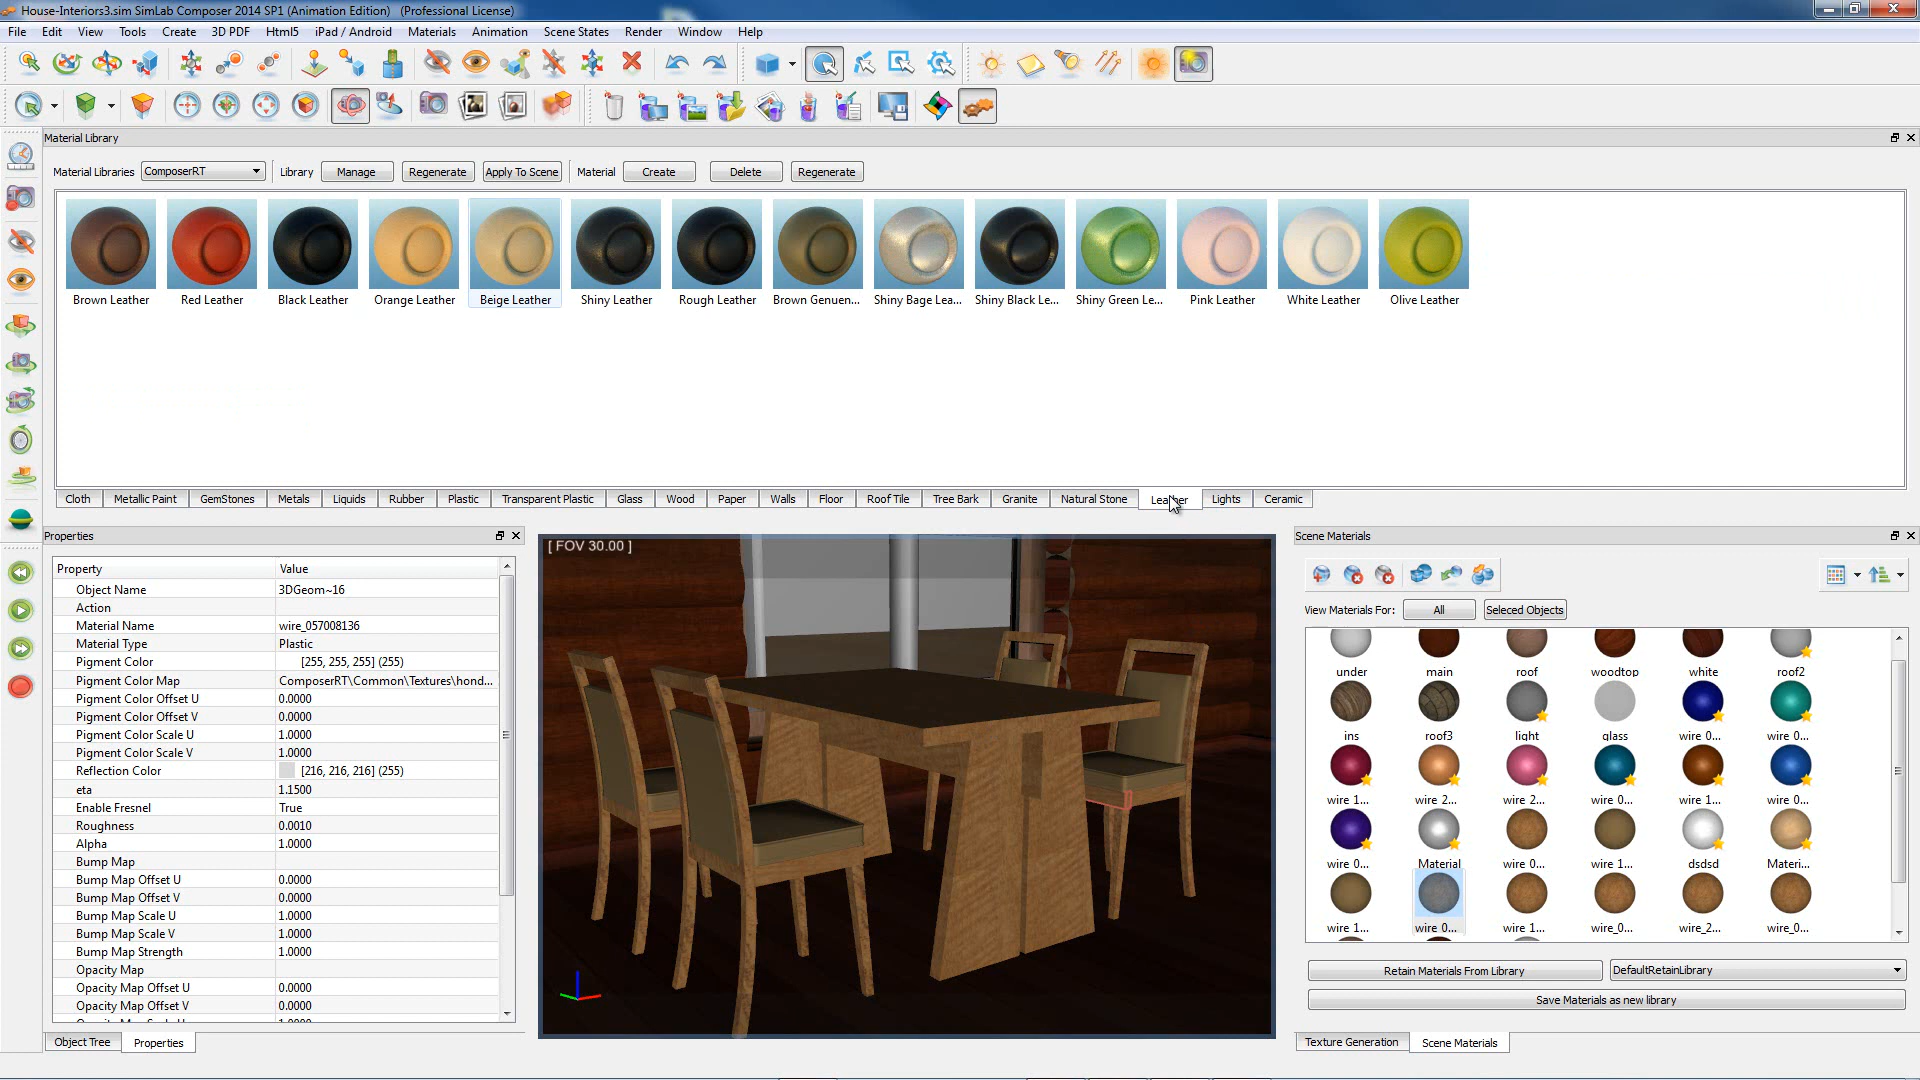 House-Interiors3.sim SimLab Composer 2014 SP1 (Animation Edition)   (Professional License)
File Edit View Tools Create 3D PDF Html5 iPad / Android Materials Animation Scene States Render Window Help
Material Library
Material Libraries ComposerRT Library Manage Regenerate Apply To Scene Material Create Delete Regenerate
Brown Leather Red Leather Black Leather Orange Leather Beige Leather Shiny Leather Rough Leather Brown Genuen... Shiny Bage Lea... Shiny Black Le... Shiny Green Le... Pink Leather White Leather Olive Leather
Cloth Metallic Paint GemStones Metals Liquids Rubber Plastic Transparent Plastic Glass Wood Paper Walls Floor Roof Tile Tree Bark Granite Natural Stone Leather Lights Ceramic
Properties
Property Value
Object Name 3DGeom~16
Action
Material Name wire_057008136
Material Type Plastic
Pigment Color [255, 255, 255] (255)
Pigment Color Map ComposerRT\Common\Textures\hond...
Pigment Color Offset U 0.0000
Pigment Color Offset V 0.0000
Pigment Color Scale U 1.0000
Pigment Color Scale V 1.0000
Reflection Color [216, 216, 216] (255)
eta 1.1500
Enable Fresnel True
Roughness 0.0010
Alpha 1.0000
Bump Map
Bump Map Offset U 0.0000
Bump Map Offset V 0.0000
Bump Map Scale U 1.0000
Bump Map Scale V 1.0000
Bump Map Strength 1.0000
Opacity Map
Opacity Map Offset U 0.0000
Opacity Map Offset V 0.0000
Object Tree Properties
[ FOV 30.00 ]
Scene Materials
View Materials For: All Seleced Objects
under main roof woodtop white roof2
ins roof3 light glass wire 0... wire 0...
wire 1... wire 2... wire 2... wire 0... wire 1... wire 0...
wire 0... Material wire 0... wire 1... dsdsd Materi...
wire 1... wire 0... wire 1... wire_0... wire_2... wire_0...
Retain Materials From Library DefaultRetainLibrary
Save Materials as new library
Texture Generation Scene Materials